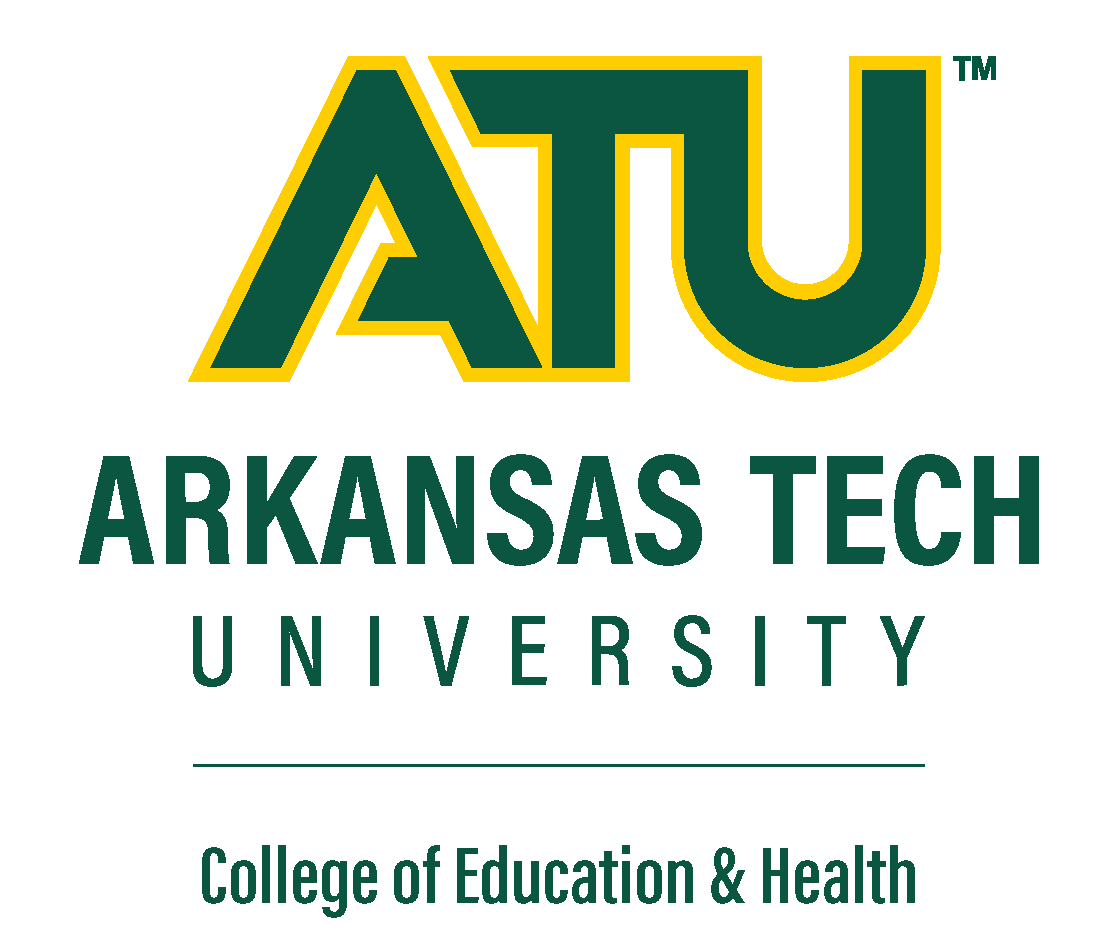 ATU™
ARKANSAS TECH
UNIVERSITY
College of Education & Health